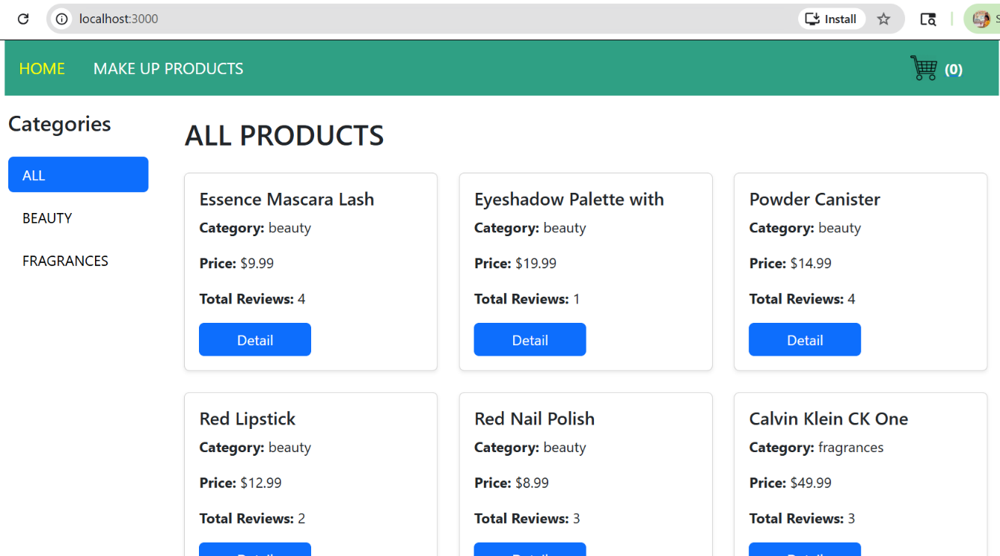 localhost:3000
Install
HOME MAKE UP PRODUCTS (0)
Categories
ALL
BEAUTY
FRAGRANCES
ALL PRODUCTS
Essence Mascara Lash
Category: beauty
Price: $9.99
Total Reviews: 4
Detail
Eyeshadow Palette with
Category: beauty
Price: $19.99
Total Reviews: 1
Detail
Powder Canister
Category: beauty
Price: $14.99
Total Reviews: 4
Detail
Red Lipstick
Category: beauty
Price: $12.99
Total Reviews: 2
Red Nail Polish
Category: beauty
Price: $8.99
Total Reviews: 3
Calvin Klein CK One
Category: fragrances
Price: $49.99
Total Reviews: 3